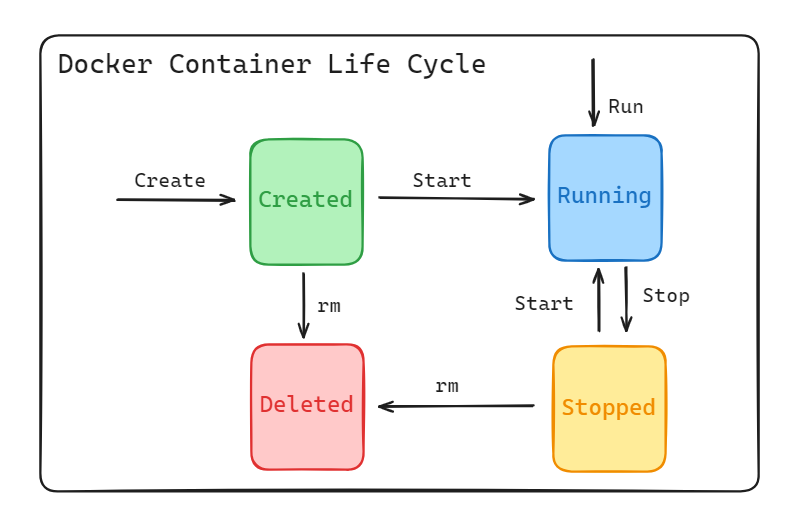 Docker Container Life Cycle
Run
Create
Start
Created
Running
rm
Start
Stop
rm
Deleted
Stopped